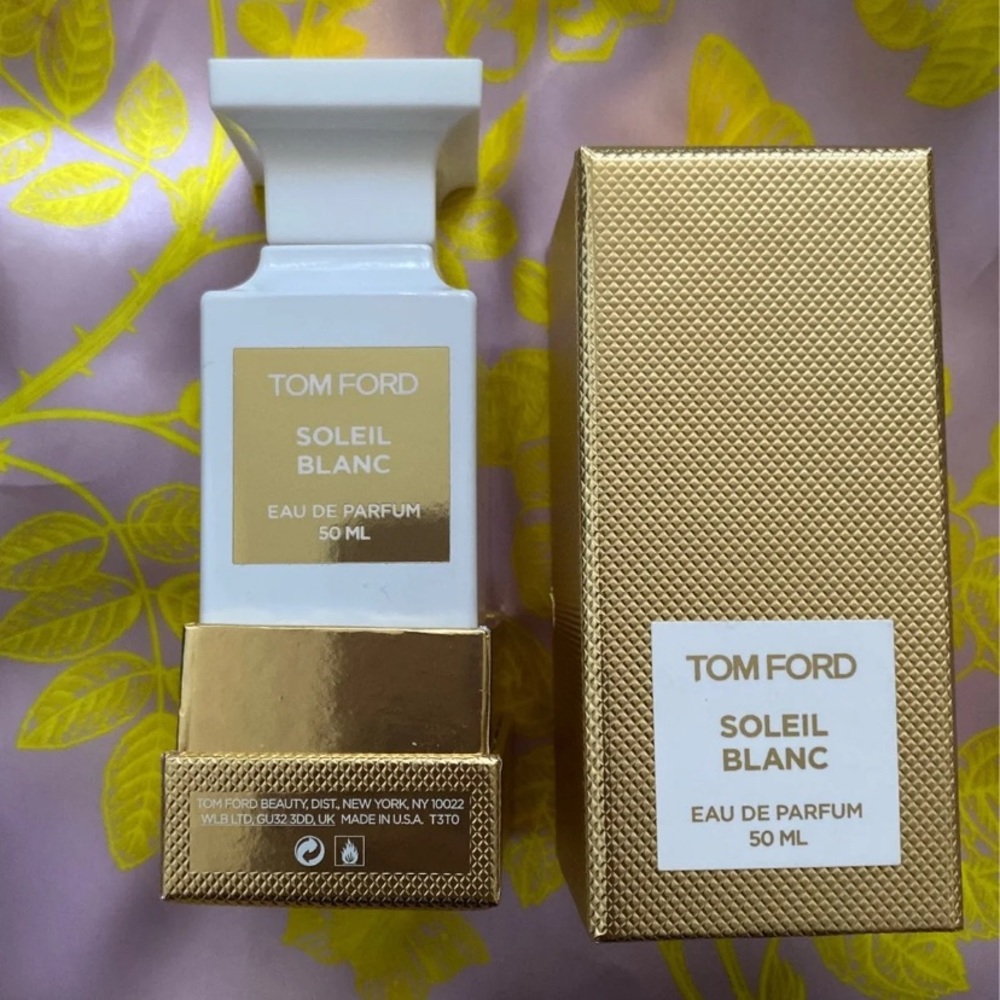 TOM FORD
SOLEIL
BLANC
EAU DE PARFUM
50 ML
TOM FORD BEAUTY, DIST., NEW YORK, NY 10022
WLB LTD, GU32 3DD, UK MADE IN U.S.A. T3T0
TOM FORD
SOLEIL
BLANC
EAU DE PARFUM
50 ML